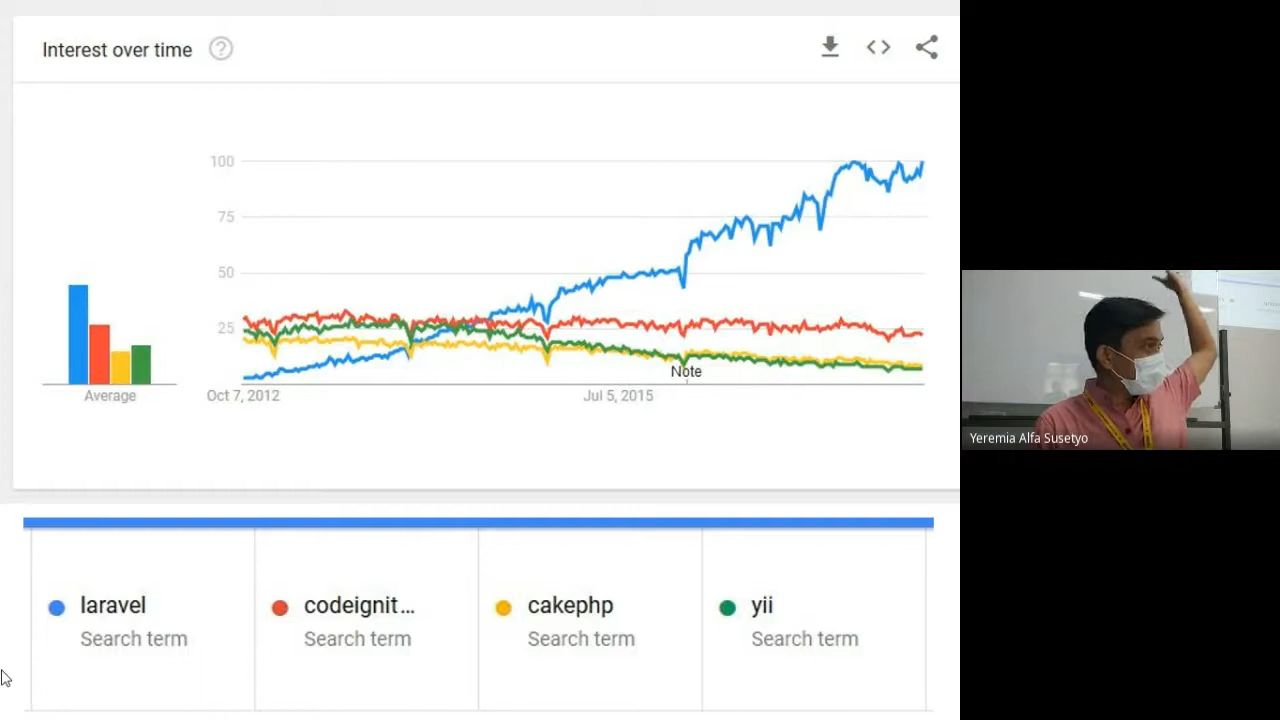 Interest over time
100
75
50
25
Note
Average
Oct 7, 2012
Jul 5, 2015
laravel
Search term
codeignit...
Search term
cakephp
Search term
yii
Search term
Yeremia Alfa Susetyo